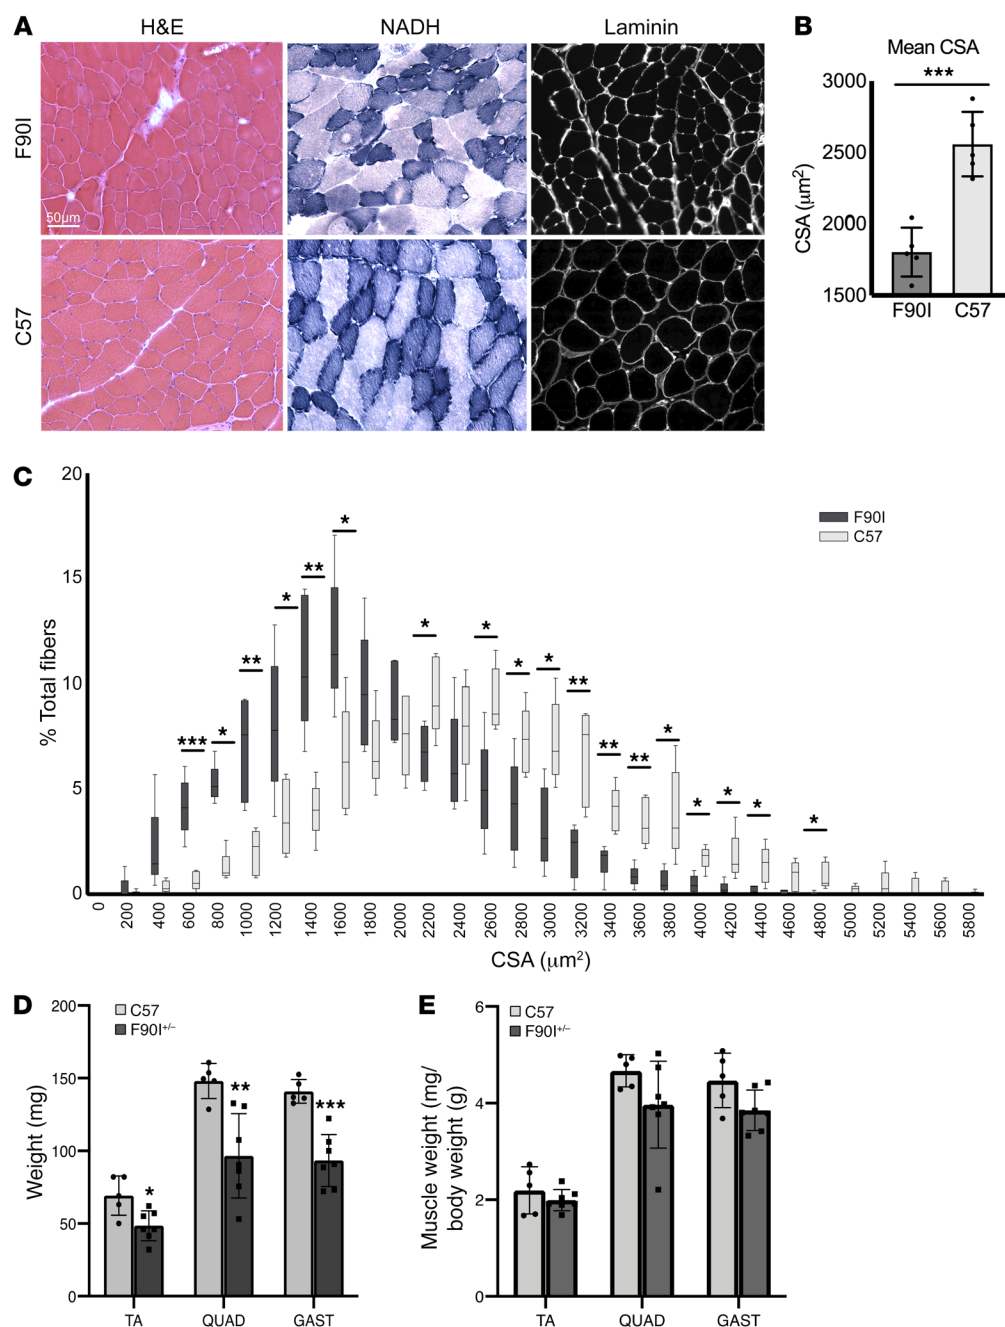 A
H&E
NADH
Laminin
F90I
50μm
C57
B
Mean CSA
***
3000
2500
2000
1500
CSA (μm²)
F90I
C57
C
20
15
10
5
0
% Total fibers
F90I
C57
***
*
**
*
**
*
*
*
*
*
**
**
**
*
*
*
*
*
0
200
400
600
800
1000
1200
1400
1600
1800
2000
2200
2400
2600
2800
3000
3200
3400
3600
3800
4000
4200
4400
4600
4800
5000
5200
5400
5600
5800
CSA (μm²)
D
200
150
100
50
0
Weight (mg)
C57
F90I+/−
*
**
***
TA
QUAD
GAST
E
6
4
2
0
Muscle weight (mg)/
body weight (g)
C57
F90I+/−
TA
QUAD
GAST